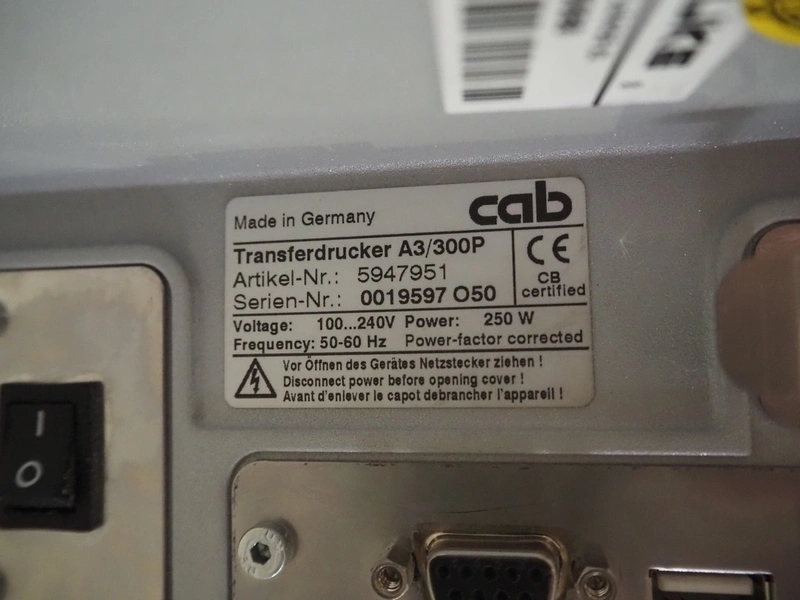 Made in Germany
cab
Transferdrucker A3/300P
Artikel-Nr.: 5947951
Serien-Nr.: 0019597 O50
CE
CB
certified
Voltage: 100...240V Power: 250 W
Frequency: 50-60 Hz Power-factor corrected
Vor Öffnen des Gerätes Netzstecker ziehen !
Disconnect power before opening cover !
Avant d'enlever le capot debrancher l'appareil !
I
O